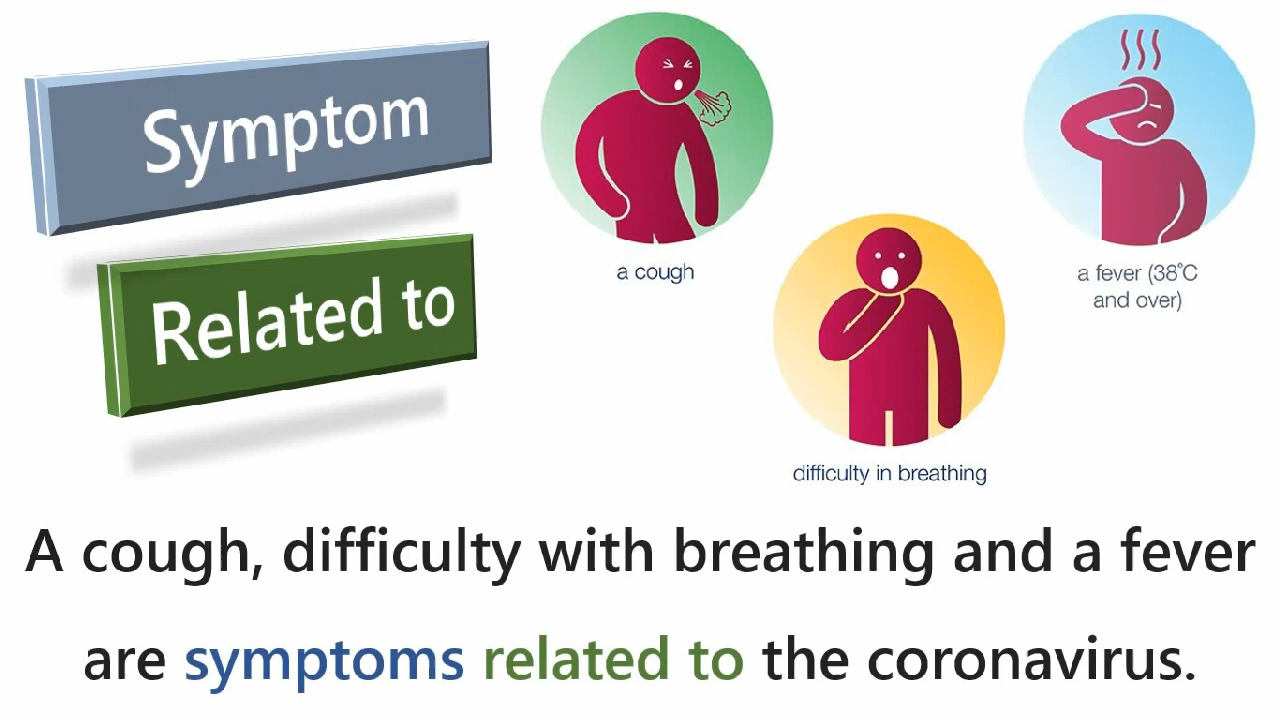 Symptom
Related to
a cough
difficulty in breathing
a fever (38°C
and over)
A cough, difficulty with breathing and a fever
are symptoms related to the coronavirus.